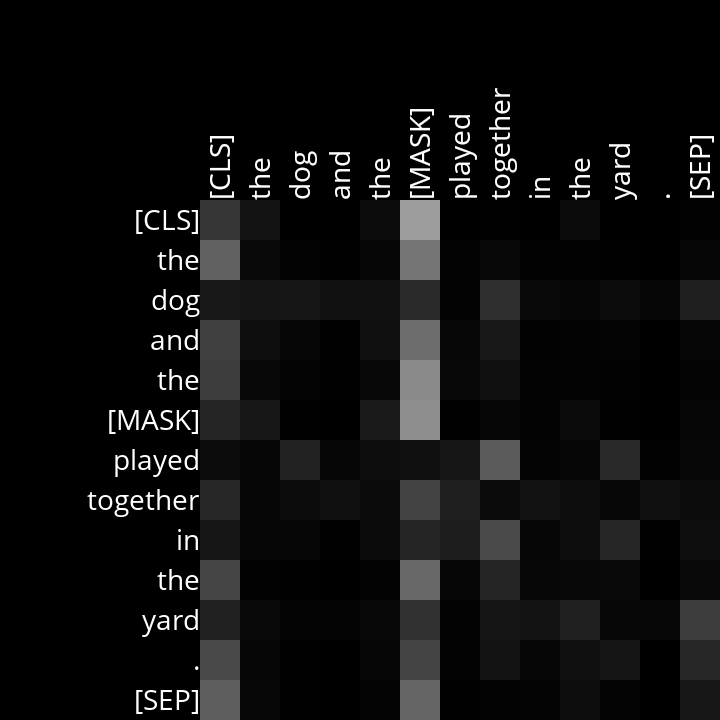 [CLS] the dog and the [MASK] played together in the yard . [SEP]
[CLS]
the
dog
and
the
[MASK]
played
together
in
the
yard
.
[SEP]